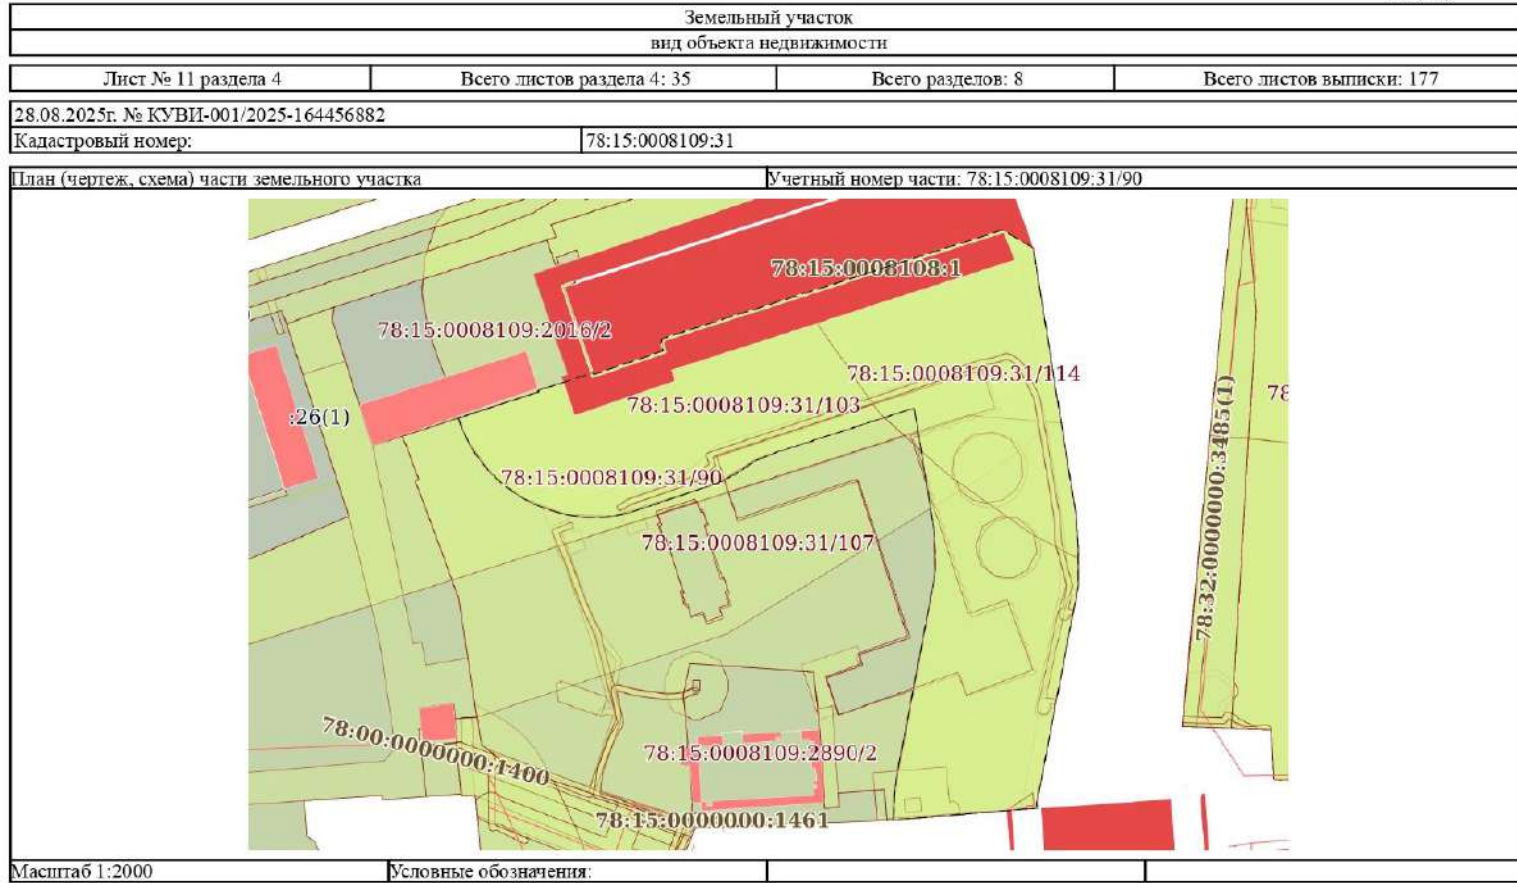 Земельный участок
вид объекта недвижимости
Лист № 11 раздела 4 Всего листов раздела 4: 35 Всего разделов: 8 Всего листов выписки: 177
28.08.2025г. № КУВИ-001/2025-164456882
Кадастровый номер: 78:15:0008109:31
План (чертеж, схема) части земельного участка Учетный номер части: 78:15:0008109:31/90
78:15:0008108:1
78:15:0008109:2016/2
78:15:0008109:31/114
78
:26(1)
78:15:0008109:31/103
78:32:0000000:3485(1)
78:15:0008109:31/90
78:15:0008109:31/107
78:00:0000000:1400
78:15:0008109:2890/2
78:15:0000000:1461
Масштаб 1:2000 Условные обозначения: